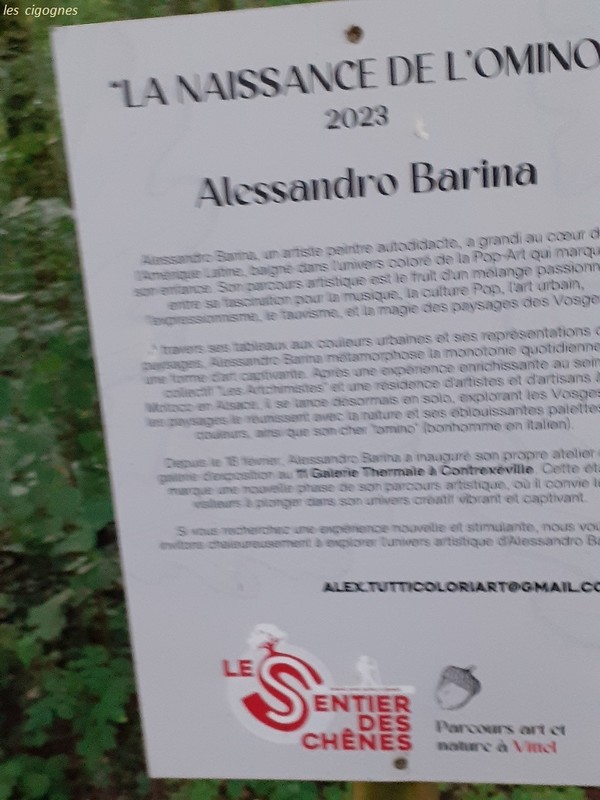 les cigognes
"LA NAISSANCE DE L'OMINO
2023
Alessandro Barina
Alessandro Barina, un artiste peintre autodidacte, a grandi au cœur d
l'Amérique Latine, baigné dans l'univers coloré de la Pop-Art qui marqu
son enfance. Son parcours artistique est le fruit d'un mélange passionn
entre sa fascination pour la musique, la culture Pop, l'art urbain,
l'expressionnisme, le fauvisme, et la magie des paysages des Vosge
À travers ses tableaux aux couleurs urbaines et ses représentations d
paysages, Alessandro Barina métamorphose la monotonie quotidienne
une forme d'art captivante. Après une expérience enrichissante au sein
collectif "Les Artchimistes" et une résidence d'artistes et d'artisans à
Motoco en Alsace, il se lance désormais en solo, explorant les Vosges
les paysages le réunissent avec la nature et ses éblouissantes palettes
couleurs, ainsi que son cher "omino" (bonhomme en italien).
Depuis le 18 février, Alessandro Barina a inauguré son propre atelier
galerie d'exposition au 11 Galerie Thermale à Contrexéville. Cette éta
marque une nouvelle phase de son parcours artistique, où il convie le
visiteurs à plonger dans son univers créatif vibrant et captivant.
Si vous recherchez une expérience nouvelle et stimulante, nous vou
invitons chaleureusement à explorer l'univers artistique d'Alessandro Ba
ALEX.TUTTICOLORIART@GMAIL.CO
LE SENTIER
DES
CHÊNES
Parcours art et
nature à Vittel